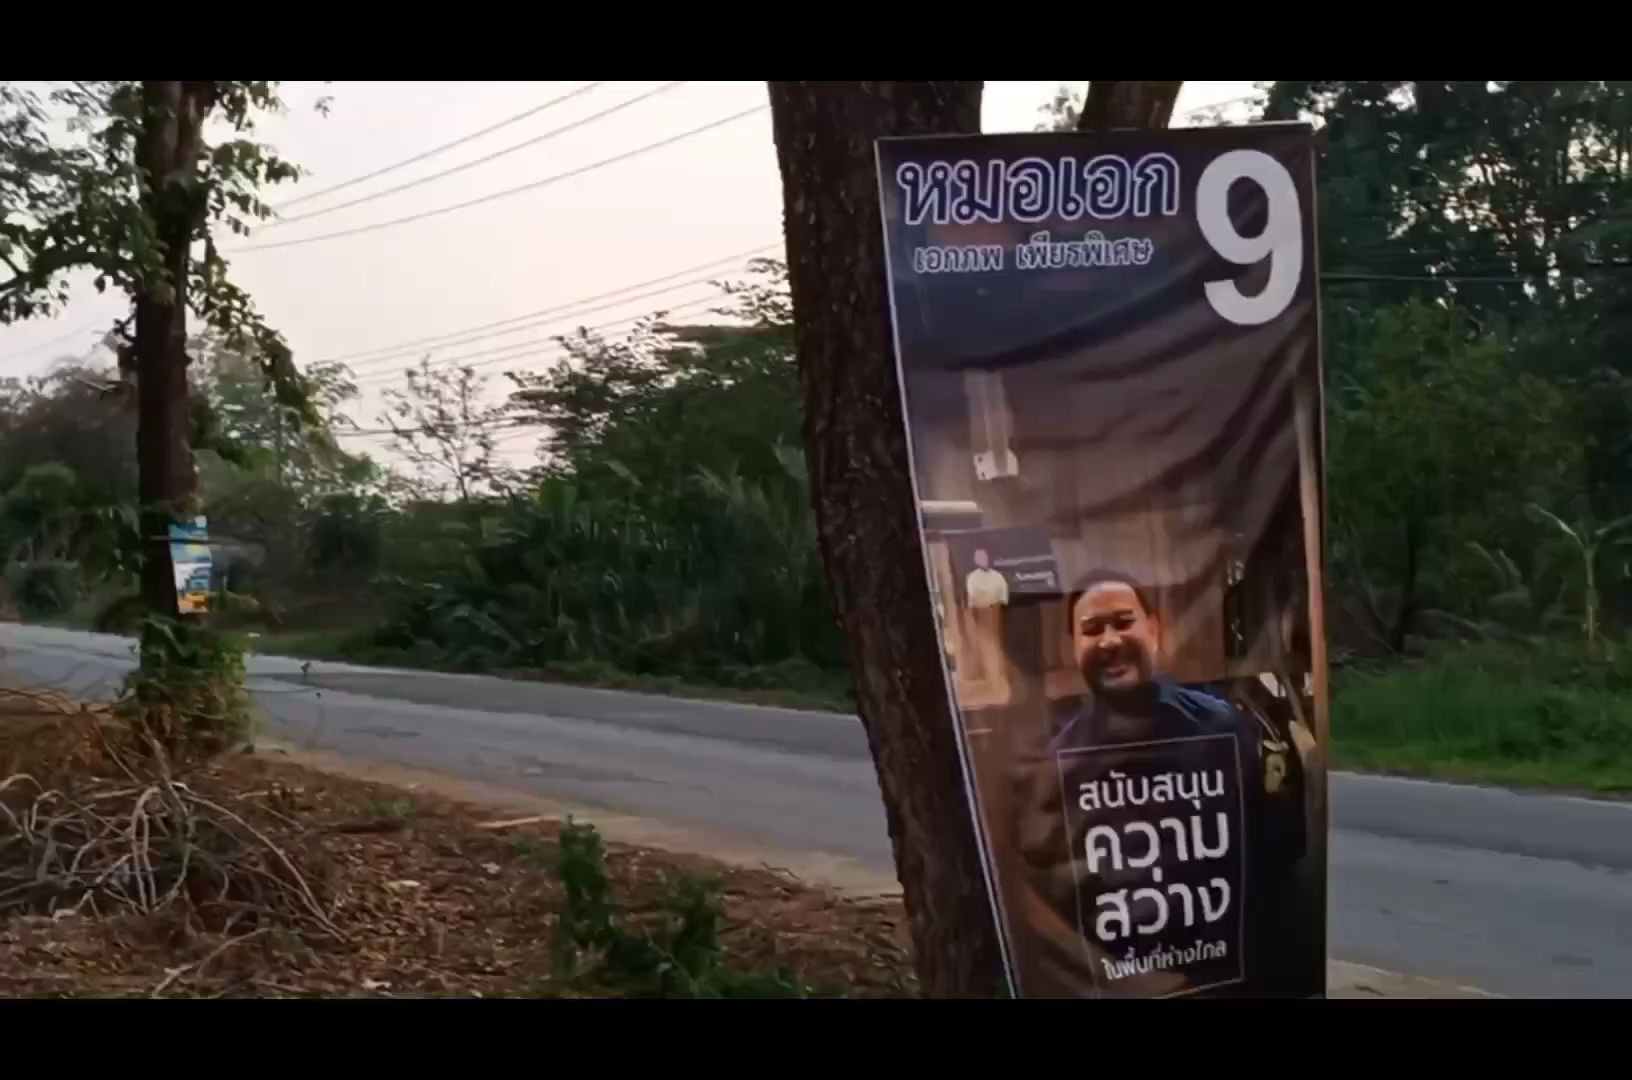 หมอเอก 9
เอกภพ เพียรพิเศษ
สนับสนุน
ความ
สว่าง
ในพื้นที่ห่างไกล